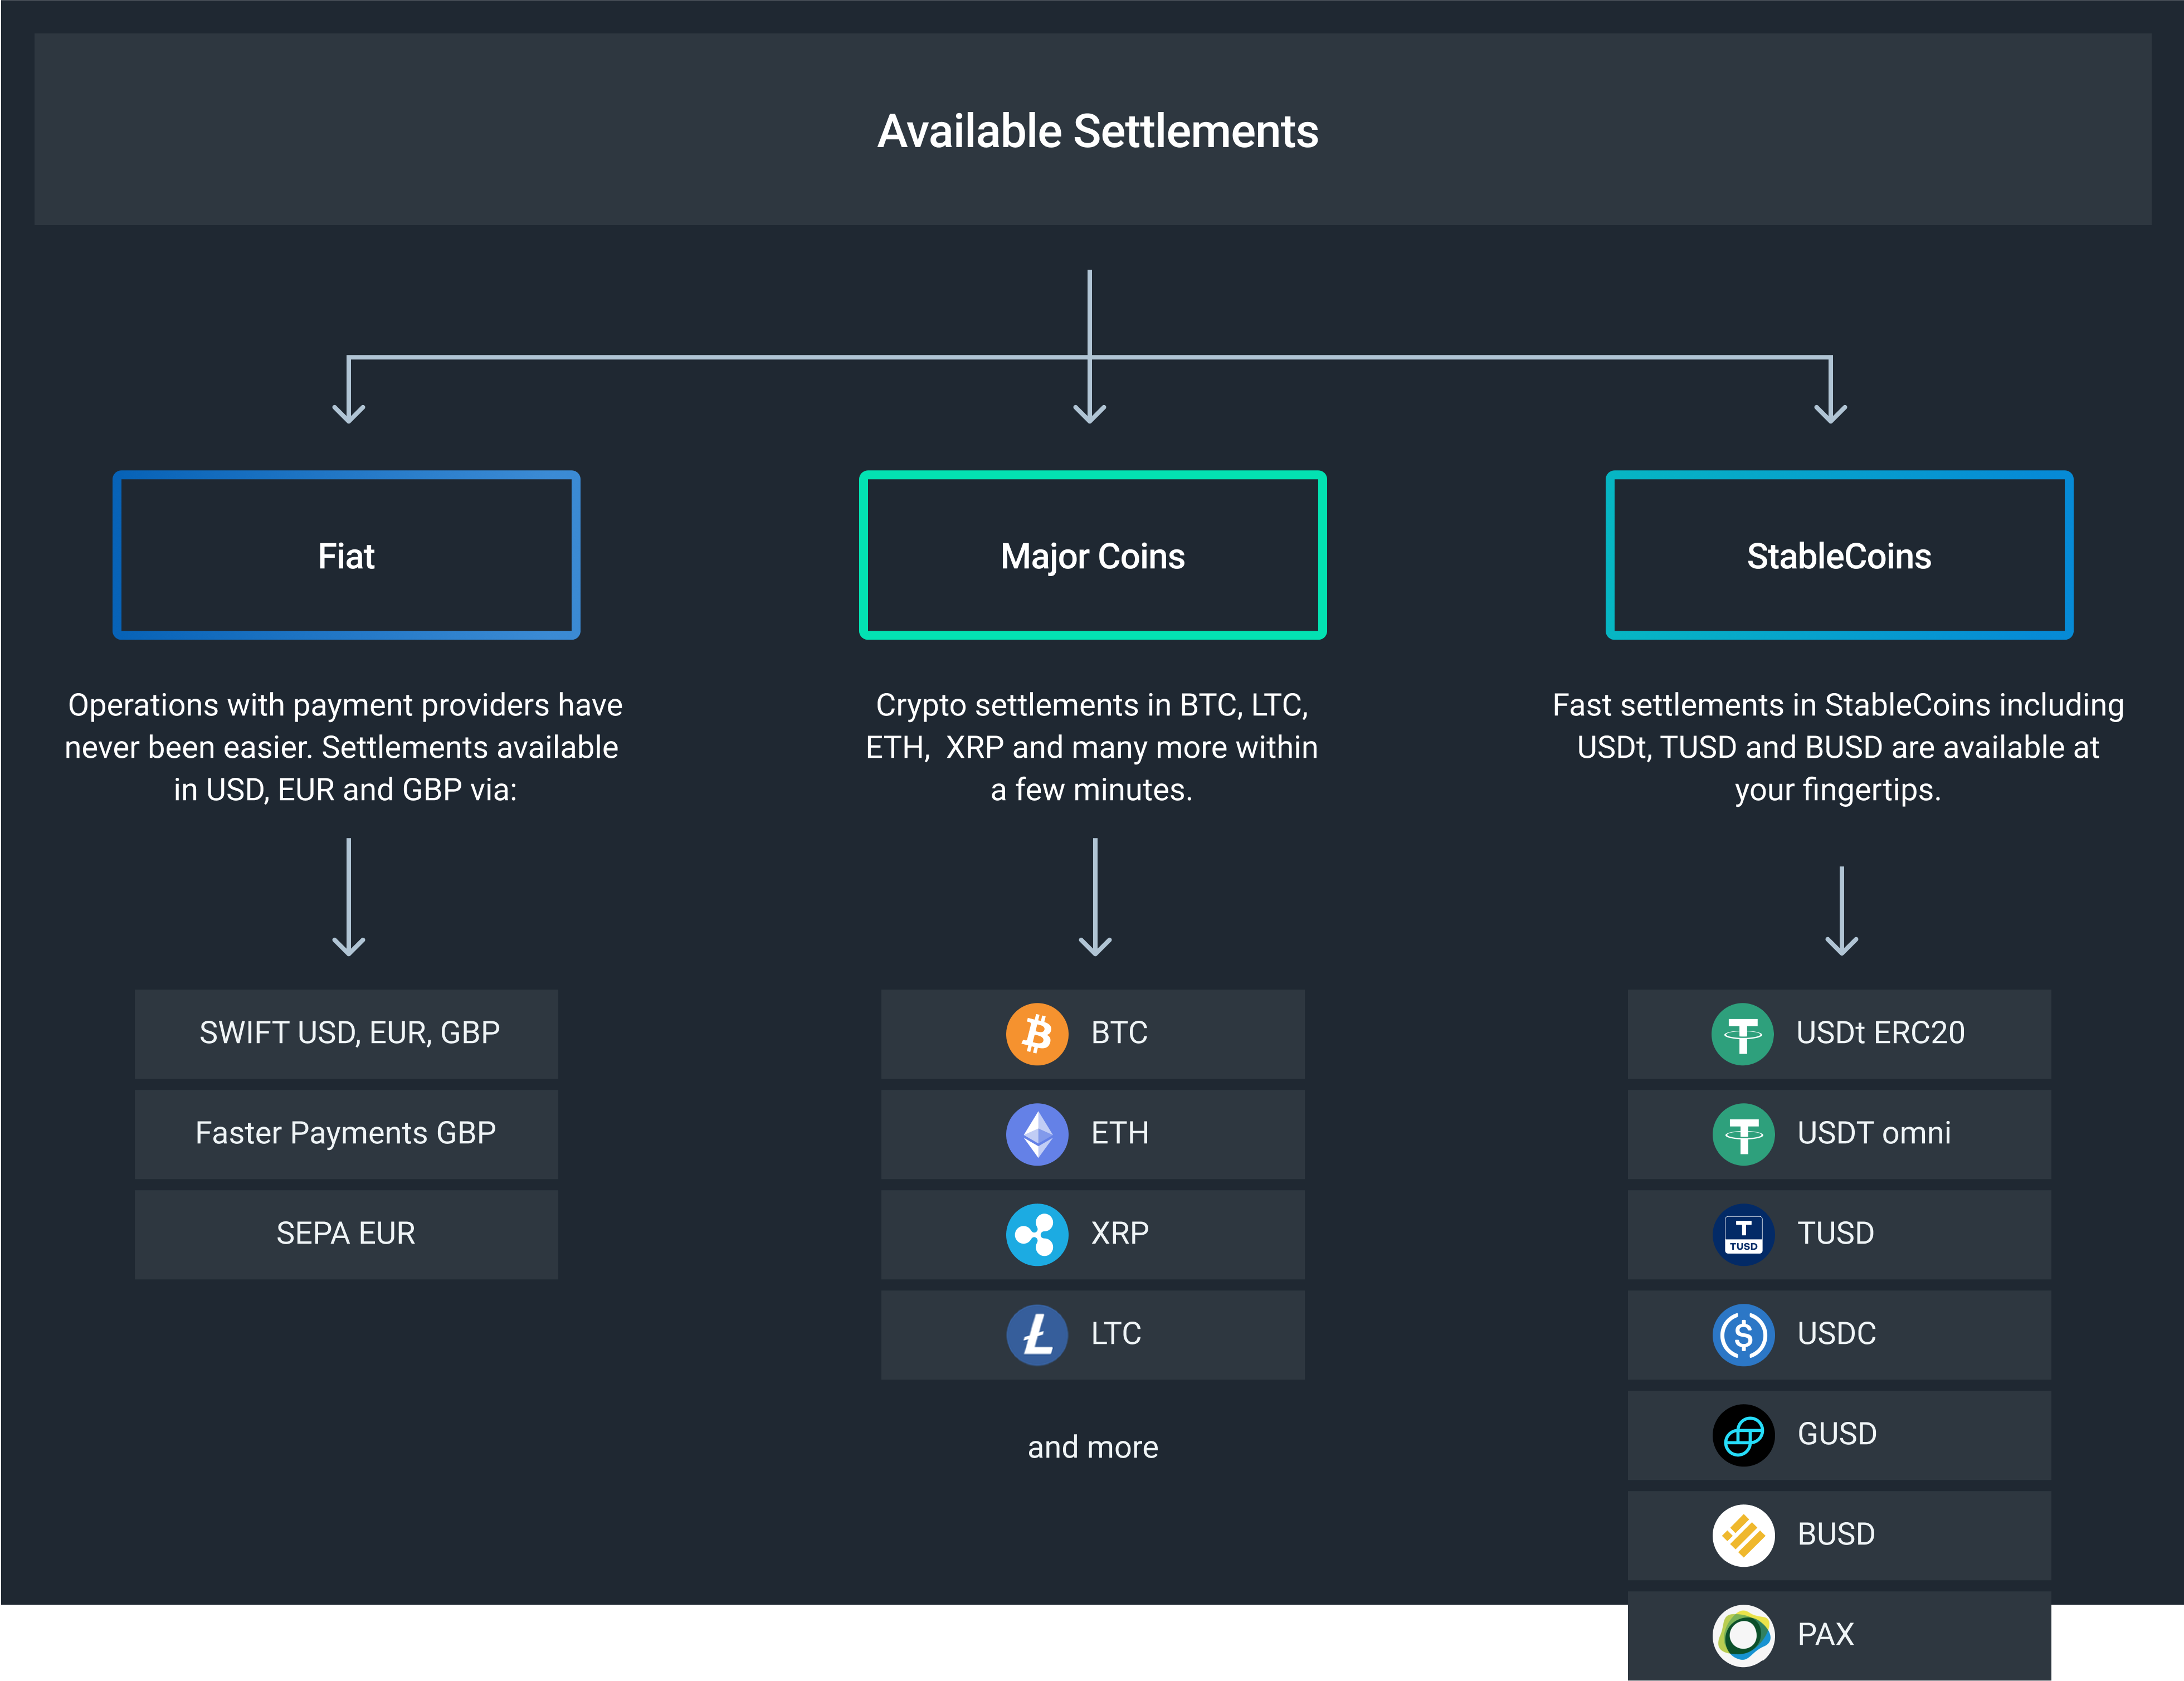 Available Settlements
Fiat
Operations with payment providers have
never been easier. Settlements available
in USD, EUR and GBP via:
SWIFT USD, EUR, GBP
Faster Payments GBP
SEPA EUR
Major Coins
Crypto settlements in BTC, LTC,
ETH,  XRP and many more within
a few minutes.
BTC
ETH
XRP
LTC
and more
StableCoins
Fast settlements in StableCoins including
USDt, TUSD and BUSD are available at
your fingertips.
USDt ERC20
USDT omni
T
TUSD
TUSD
USDC
GUSD
BUSD
PAX